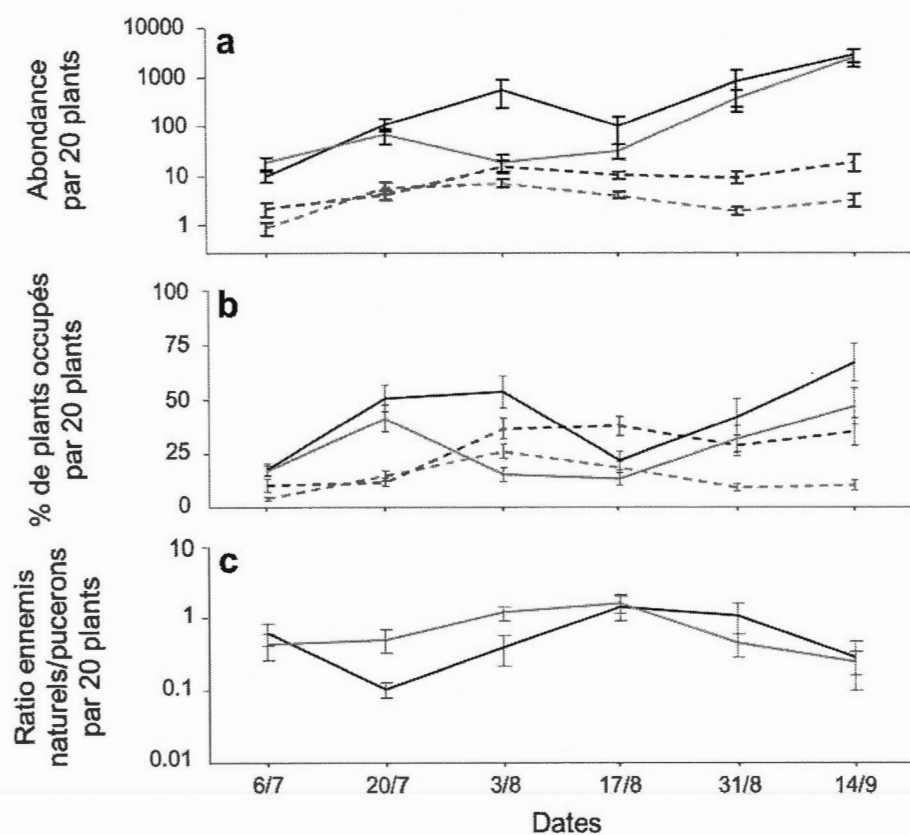 a
Abondance
par 20 plants
10000
1000
100
10
1
b
% de plants occupés
par 20 plants
100
75
50
25
0
c
Ratio ennemis
naturels/pucerons
par 20 plants
10
1
0.1
0.01
6/7 20/7 3/8 17/8 31/8 14/9
Dates